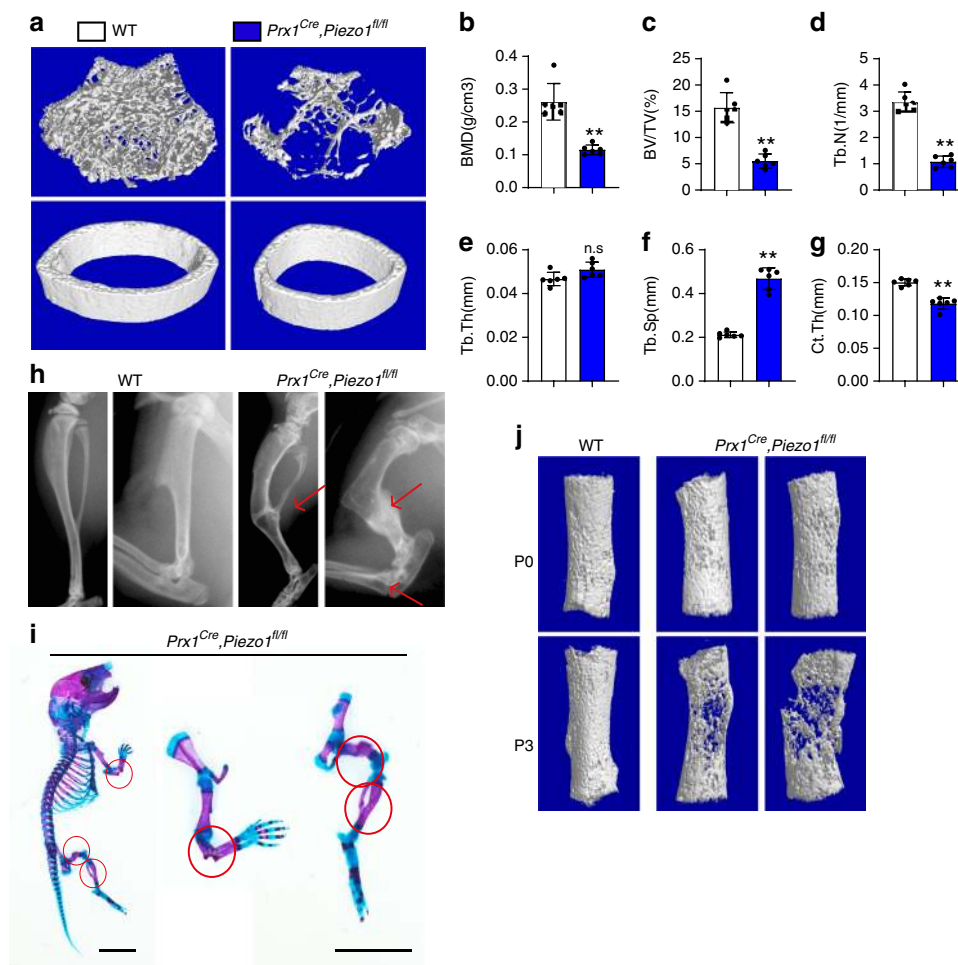 a
WT
Prx1Cre,Piezo1fl/fl
b
BMD(g/cm3)
0.4
0.3
0.2
0.1
0.0
**
c
BV/TV(%)
25
20
15
10
5
0
**
d
Tb.N(1/mm)
5
4
3
2
1
0
**
e
Tb.Th(mm)
0.06
0.04
0.02
0.00
n.s
f
Tb.Sp(mm)
0.6
0.4
0.2
0.0
**
g
Ct.Th(mm)
0.20
0.15
0.10
0.05
0.00
**
h
WT
Prx1Cre,Piezo1fl/fl
i
Prx1Cre,Piezo1fl/fl
j
WT
Prx1Cre,Piezo1fl/fl
P0
P3